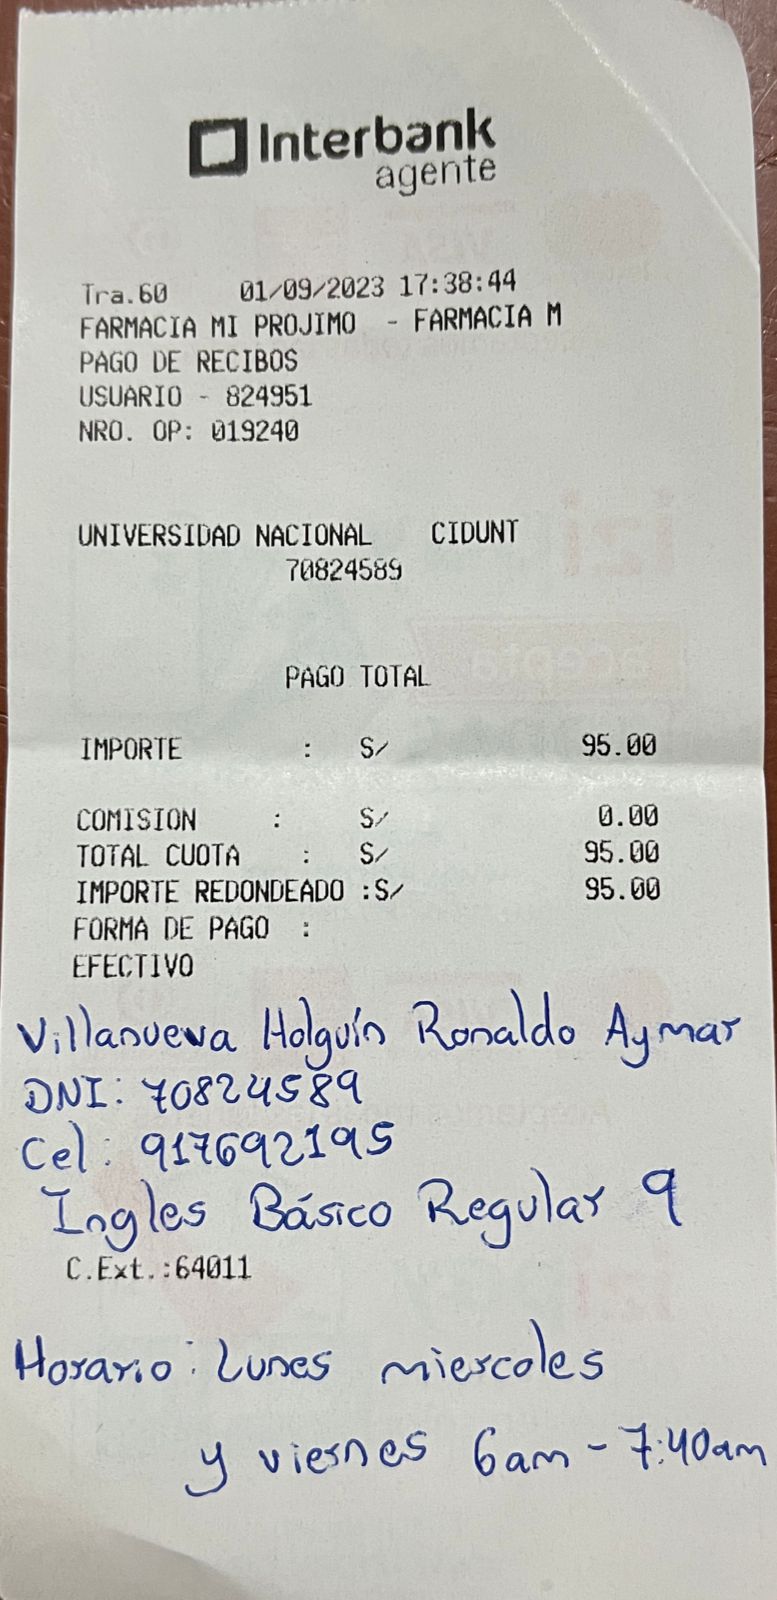 Interbank
agente
Tra.60 01/09/2023 17:38:44
FARMACIA MI PROJIMO - FARMACIA M
PAGO DE RECIBOS
USUARIO - 824951
NRO. OP: 019240
UNIVERSIDAD NACIONAL CIDUNT
70824589
PAGO TOTAL
IMPORTE : S/ 95.00
COMISION : S/ 0.00
TOTAL CUOTA : S/ 95.00
IMPORTE REDONDEADO :S/ 95.00
FORMA DE PAGO :
EFECTIVO
Villanueva Holguín Ronaldo Aymar
DNI: 70824589
Cel: 917692195
Ingles Básico Regular 9
C.Ext.:64011
Horario: Lunes miercoles
y viernes 6am - 7:40am